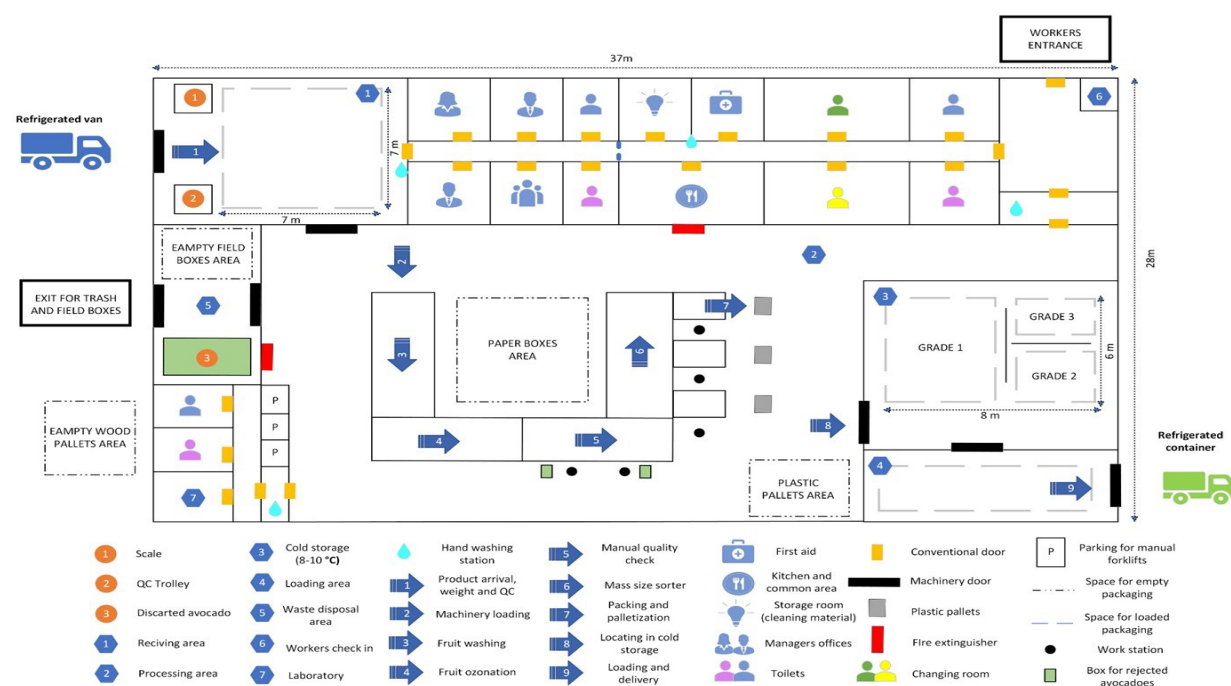 WORKERS
ENTRANCE
37m
Refrigerated van
1
1
1
2
7 m
7 m
6
28m
EAMPTY FIELD
BOXES AREA
2
2
EXIT FOR TRASH
AND FIELD BOXES
5
3
PAPER BOXES
AREA
3
6
7
3
GRADE 1
GRADE 3
GRADE 2
6 m
8 m
EAMPTY WOOD
PALLETS AREA
P
P
P
7
4
5
8
PLASTIC
PALLETS AREA
4
9
Refrigerated
container
1 Scale
2 QC Trolley
3 Discarted avocado
1 Reciving area
2 Processing area
3 Cold storage
(8-10 °C)
4 Loading area
5 Waste disposal
area
6 Workers check in
7 Laboratory
Hand washing
station
1 Product arrival,
weight and QC
2 Machinery loading
3 Fruit washing
4 Fruit ozonation
5 Manual quality
check
6 Mass size sorter
7 Packing and
palletization
8 Locating in cold
storage
9 Loading and
delivery
First aid
Kitchen and
common area
Storage room
(cleaning material)
Managers offices
Toilets
Conventional door
Machinery door
Plastic pallets
FIre extinguisher
Changing room
P Parking for manual
forklifts
Space for empty
packaging
Space for loaded
packaging
Work station
Box for rejected
avocadoes